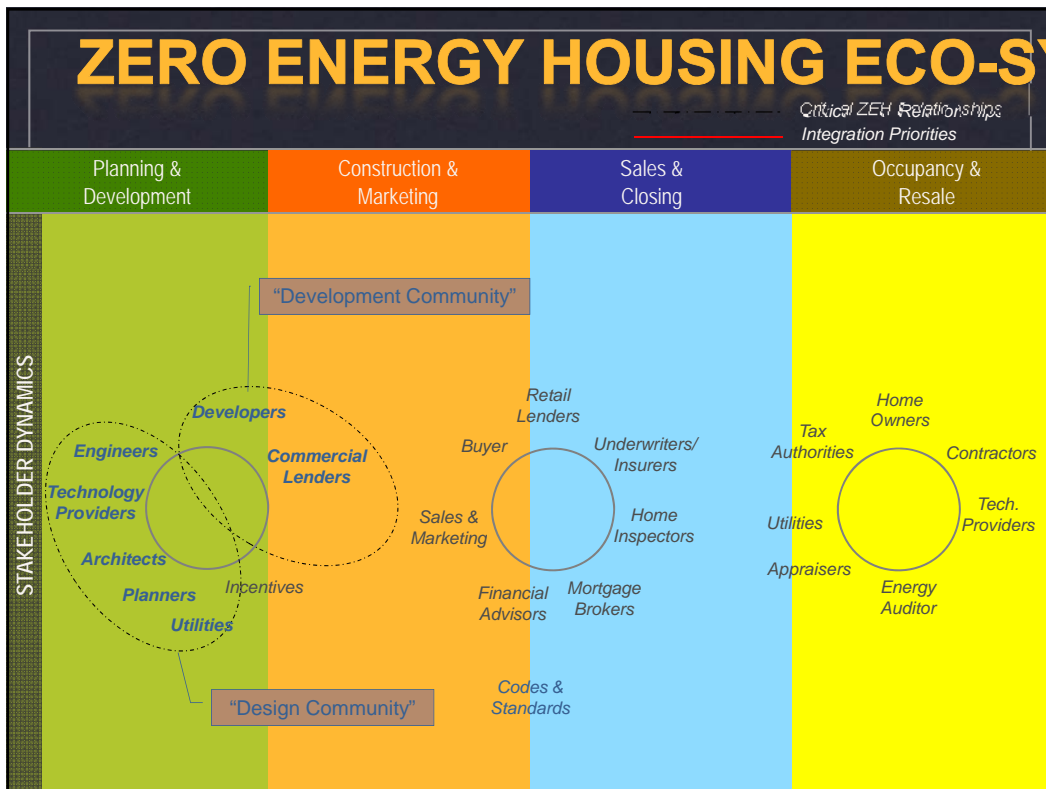 ZERO ENERGY HOUSING ECO-SY
Critical ZEH Relationships
Integration Priorities
Planning &
Development
Construction &
Marketing
Sales &
Closing
Occupancy &
Resale
STAKEHOLDER DYNAMICS
“Development Community”
Developers
Engineers
Commercial
Lenders
Technology
Providers
Architects
Planners
Incentives
Utilities
“Design Community”
Retail
Lenders
Buyer
Underwriters/
Insurers
Sales &
Marketing
Home
Inspectors
Financial
Advisors
Mortgage
Brokers
Codes &
Standards
Home
Owners
Tax
Authorities
Contractors
Utilities
Tech.
Providers
Appraisers
Energy
Auditor